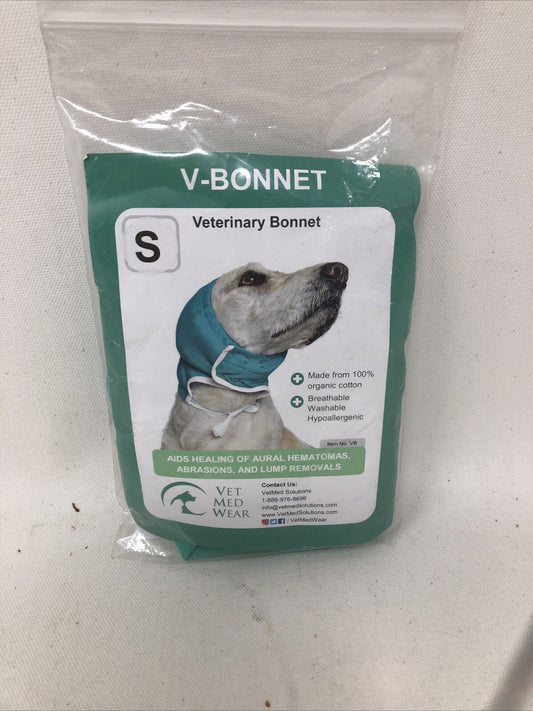 V-BONNET
S
Veterinary Bonnet
Made from 100%
organic cotton
Breathable
Washable
Hypoallergenic
Item No. VB
AIDS HEALING OF AURAL HEMATOMAS,
ABRASIONS, AND LUMP REMOVALS
VET
MED
WEAR
Contact Us:
VetMed Solutions
1-888-976-8696
info@vetmedsolutions.com
www.VetMedSolutions.com
/ VetMedWear